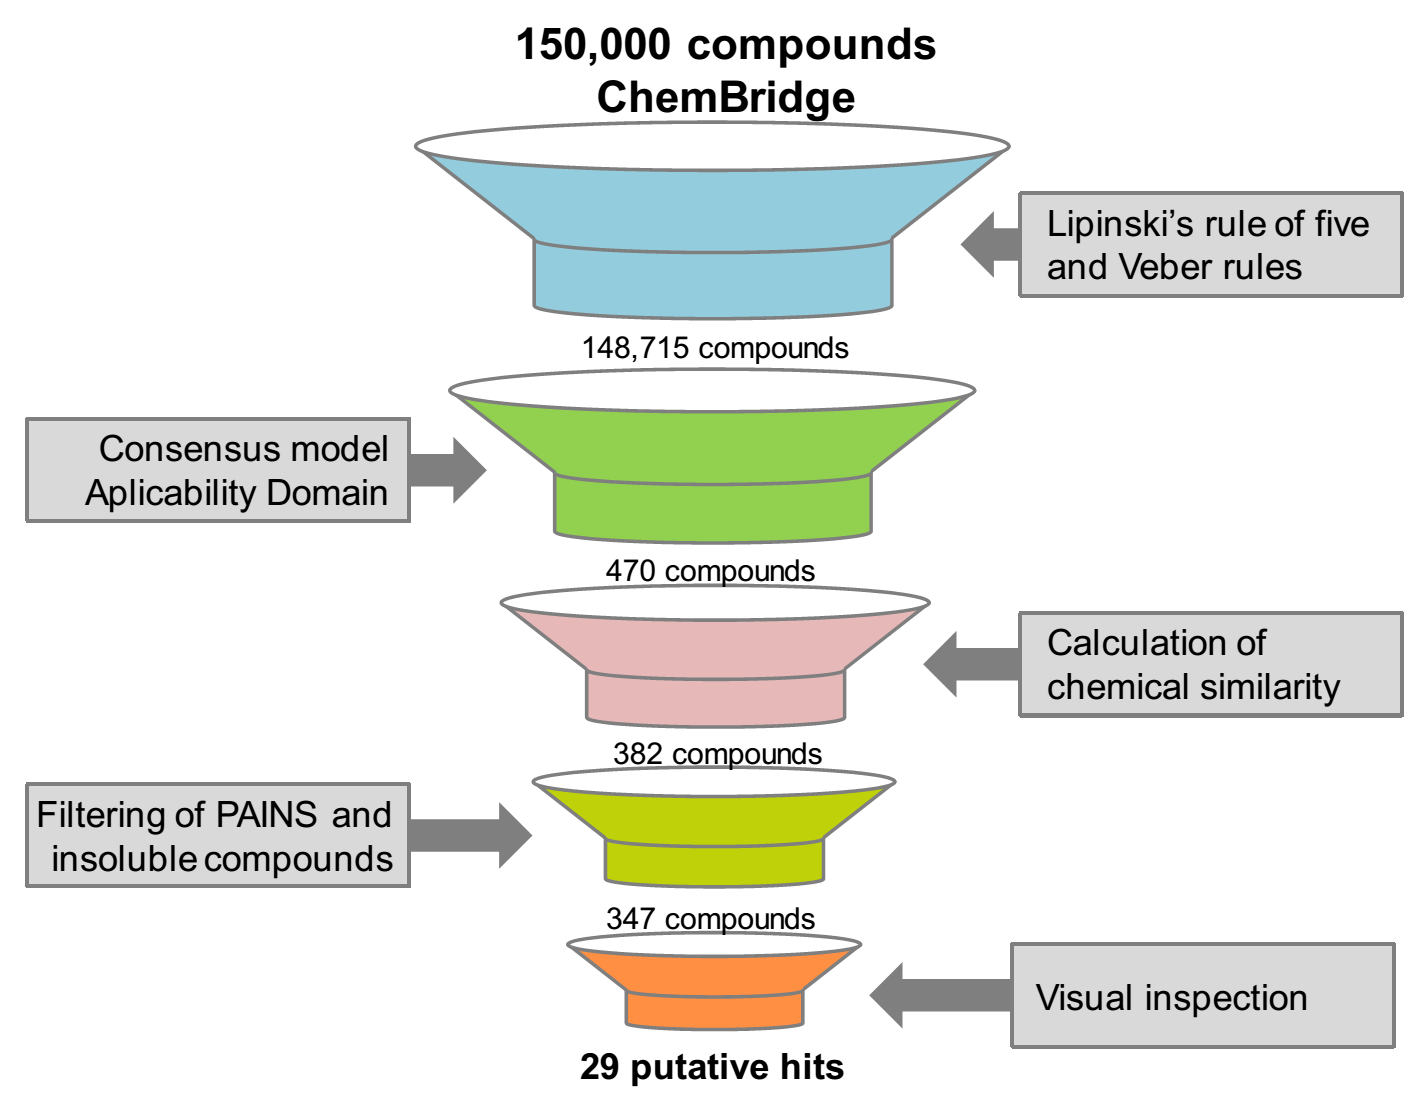 150,000 compounds
ChemBridge
Lipinski’s rule of five
and Veber rules
148,715 compounds
Consensus model
Aplicability Domain
470 compounds
Calculation of
chemical similarity
382 compounds
Filtering of PAINS and
insoluble compounds
347 compounds
Visual inspection
29 putative hits